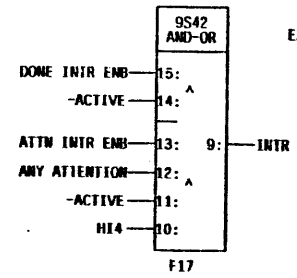 9S42
AND-OR
E
DONE INTR ENB 15:
^
-ACTIVE 14:
ATTN INTR ENB 13: 9: INTR
ANY ATTENTION 12:
^
-ACTIVE 11:
HI4 10:
F17